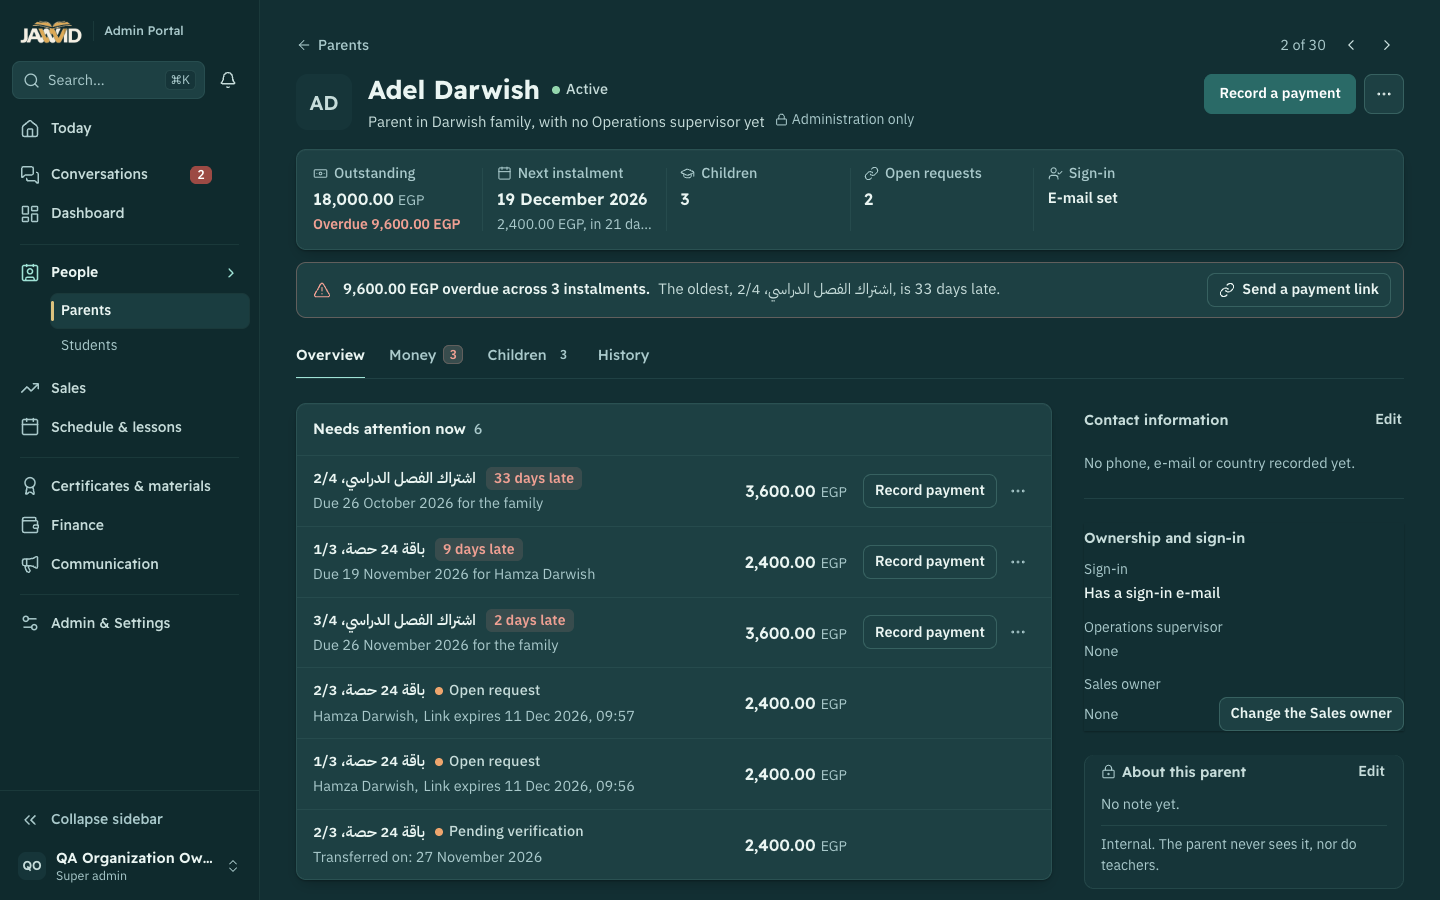 JAWID
Admin Portal
Search...
⌘K
Today
Conversations 2
Dashboard
People
Parents
Students
Sales
Schedule & lessons
Certificates & materials
Finance
Communication
Admin & Settings
Collapse sidebar
QO
QA Organization Ow...
Super admin
Parents
2 of 30
AD
Adel Darwish
Active
Parent in Darwish family, with no Operations supervisor yet
Administration only
Record a payment
Outstanding
18,000.00 EGP
Overdue 9,600.00 EGP
Next instalment
19 December 2026
2,400.00 EGP, in 21 da...
Children
3
Open requests
2
Sign-in
E-mail set
9,600.00 EGP overdue across 3 instalments. The oldest, اشتراك الفصل الدراسي، 2/4, is 33 days late.
Send a payment link
Overview
Money 3
Children 3
History
Needs attention now 6
اشتراك الفصل الدراسي، 2/4
33 days late
Due 26 October 2026 for the family
3,600.00 EGP
Record payment
باقة 24 حصة، 1/3
9 days late
Due 19 November 2026 for Hamza Darwish
2,400.00 EGP
Record payment
اشتراك الفصل الدراسي، 3/4
2 days late
Due 26 November 2026 for the family
3,600.00 EGP
Record payment
باقة 24 حصة، 2/3
Open request
Hamza Darwish, Link expires 11 Dec 2026, 09:57
2,400.00 EGP
باقة 24 حصة، 1/3
Open request
Hamza Darwish, Link expires 11 Dec 2026, 09:56
2,400.00 EGP
باقة 24 حصة، 2/3
Pending verification
Transferred on: 27 November 2026
2,400.00 EGP
Contact information
Edit
No phone, e-mail or country recorded yet.
Ownership and sign-in
Sign-in
Has a sign-in e-mail
Operations supervisor
None
Sales owner
None
Change the Sales owner
About this parent
Edit
No note yet.
Internal. The parent never sees it, nor do
teachers.